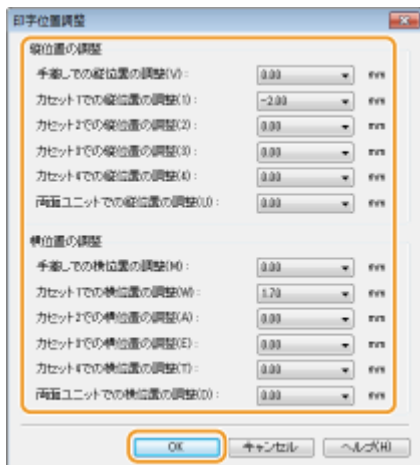 印字位置調整
縦位置の調整
手差しでの縦位置の調整(V):
0.00
mm
カセット1での縦位置の調整(1):
-2.00
mm
カセット2での縦位置の調整(2):
0.00
mm
カセット3での縦位置の調整(3):
0.00
mm
カセット4での縦位置の調整(4):
0.00
mm
両面ユニットでの縦位置の調整(U):
0.00
mm
横位置の調整
手差しでの横位置の調整(M):
0.00
mm
カセット1での横位置の調整(W):
1.70
mm
カセット2での横位置の調整(A):
0.00
mm
カセット3での横位置の調整(E):
0.00
mm
カセット4での横位置の調整(T):
0.00
mm
両面ユニットでの横位置の調整(O):
0.00
mm
OK
キャンセル
ヘルプ(H)